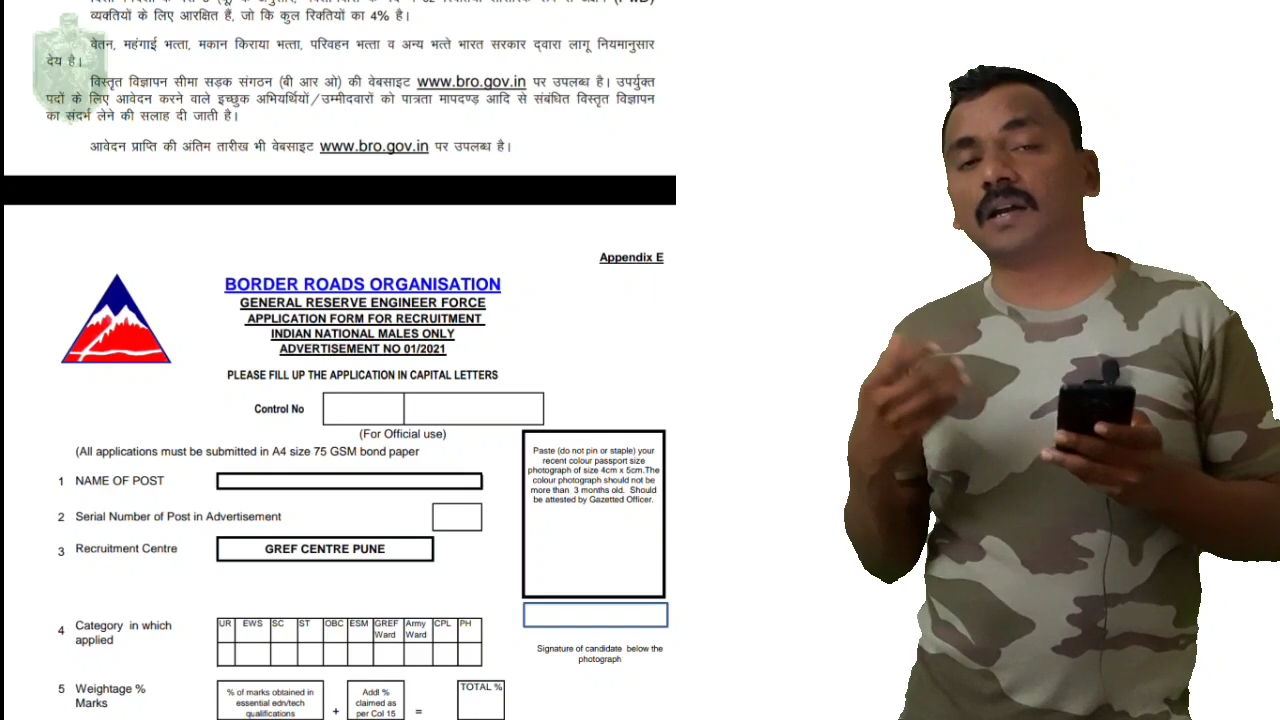 व्यक्तियों के लिए आरक्षित हैं, जो कि कुल रिक्तियों का 4% है।
वेतन, महंगाई भत्ता, मकान किराया भत्ता, परिवहन भत्ता व अन्य भत्ते भारत सरकार द्वारा लागू नियमानुसार
देय है।
विस्तृत विज्ञापन सीमा सड़क संगठन (बी आर ओ) की वेबसाइट www.bro.gov.in पर उपलब्ध है। उपर्युक्त
पदों के लिए आवेदन करने वाले इच्छुक अभियर्थियों/उम्मीदवारों को पात्रता मापदण्ड़ आदि से संबंधित विस्तृत विज्ञापन
का संदर्भ लेने की सलाह दी जाती है।
आवेदन प्राप्ति की अंतिम तारीख भी वेबसाइट www.bro.gov.in पर उपलब्ध है।
Appendix E
BORDER ROADS ORGANISATION
GENERAL RESERVE ENGINEER FORCE
APPLICATION FORM FOR RECRUITMENT
INDIAN NATIONAL MALES ONLY
ADVERTISEMENT NO 01/2021
PLEASE FILL UP THE APPLICATION IN CAPITAL LETTERS
Control No
(For Official use)
(All applications must be submitted in A4 size 75 GSM bond paper
Paste (do not pin or staple) your
recent colour passport size
photograph of size 4cm x 5cm.The
colour photograph should not be
more than 3 months old. Should
be attested by Gazetted Officer.
1 NAME OF POST
2 Serial Number of Post in Advertisement
3 Recruitment Centre GREF CENTRE PUNE
4 Category in which
applied
UR EWS SC ST OBC ESM GREF Army CPL PH
Ward Ward
Signature of candidate below the
photograph
5 Weightage %
Marks
% of marks obtained in
essential edn/tech
qualifications
+
Addl %
claimed as
per Col 15
=
TOTAL %